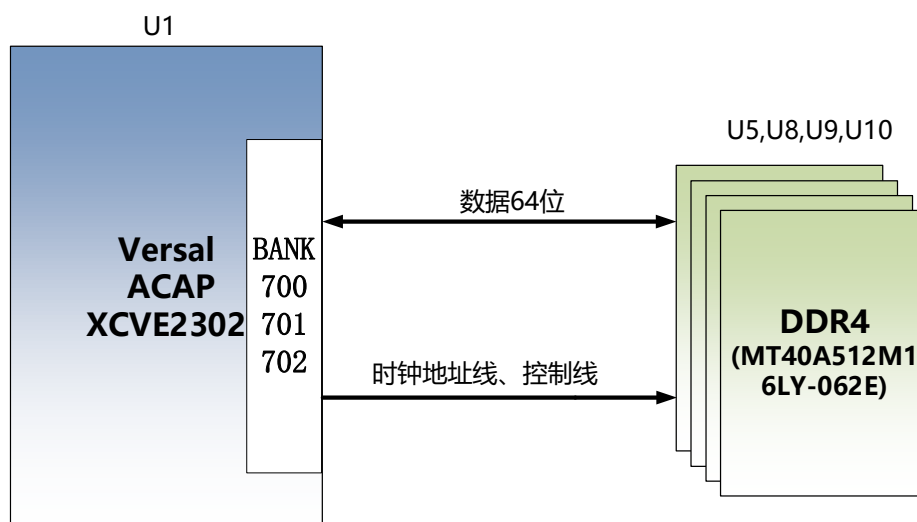 U1
U5,U8,U9,U10
数据64位
Versal
ACAP
XCVE2302
BANK
700
701
702
时钟地址线、控制线
DDR4
(MT40A512M1
6LY-062E)